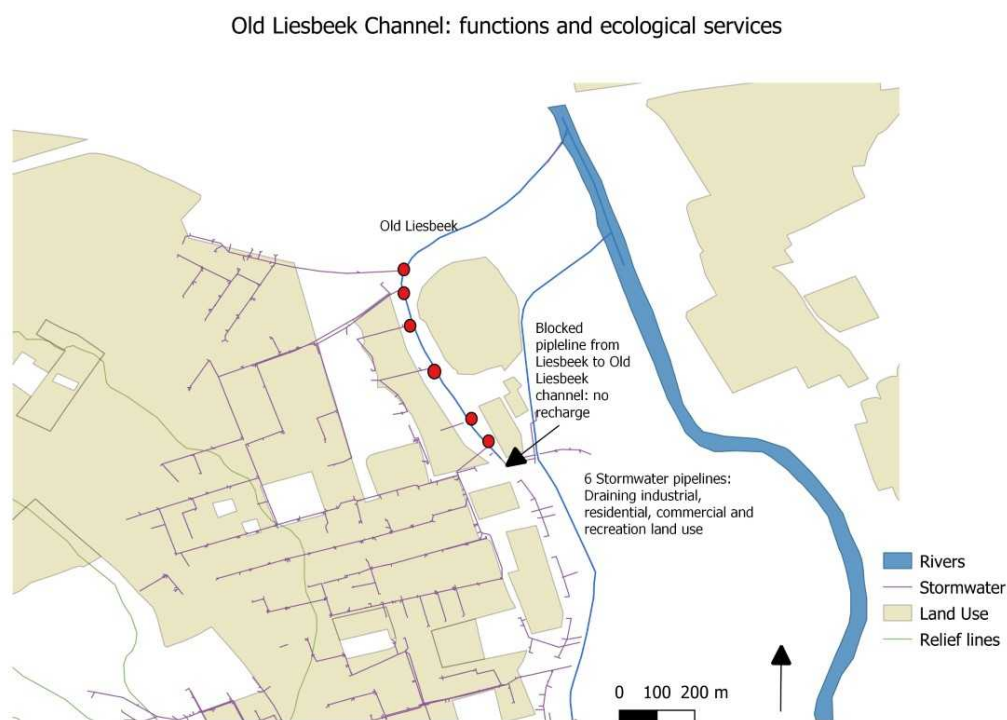 Old Liesbeek Channel: functions and ecological services
Old Liesbeek
Blocked
pipleline from
Liesbeek to Old
Liesbeek
channel: no
recharge
6 Stormwater pipelines:
Draining industrial,
residential, commercial and
recreation land use
Rivers
Stormwater
Land Use
Relief lines
0 100 200 m